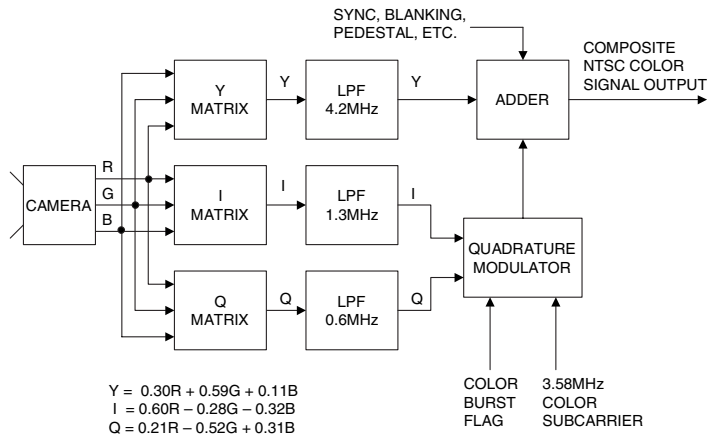 SYNC, BLANKING,
PEDESTAL, ETC.
COMPOSITE
NTSC COLOR
SIGNAL OUTPUT
Y
MATRIX
Y
LPF
4.2MHz
Y
ADDER
CAMERA
R
G
B
I
MATRIX
I
LPF
1.3MHz
I
QUADRATURE
MODULATOR
Q
MATRIX
Q
LPF
0.6MHz
Q
COLOR
BURST
FLAG
3.58MHz
COLOR
SUBCARRIER
Y = 0.30R + 0.59G + 0.11B
I = 0.60R – 0.28G – 0.32B
Q = 0.21R – 0.52G + 0.31B